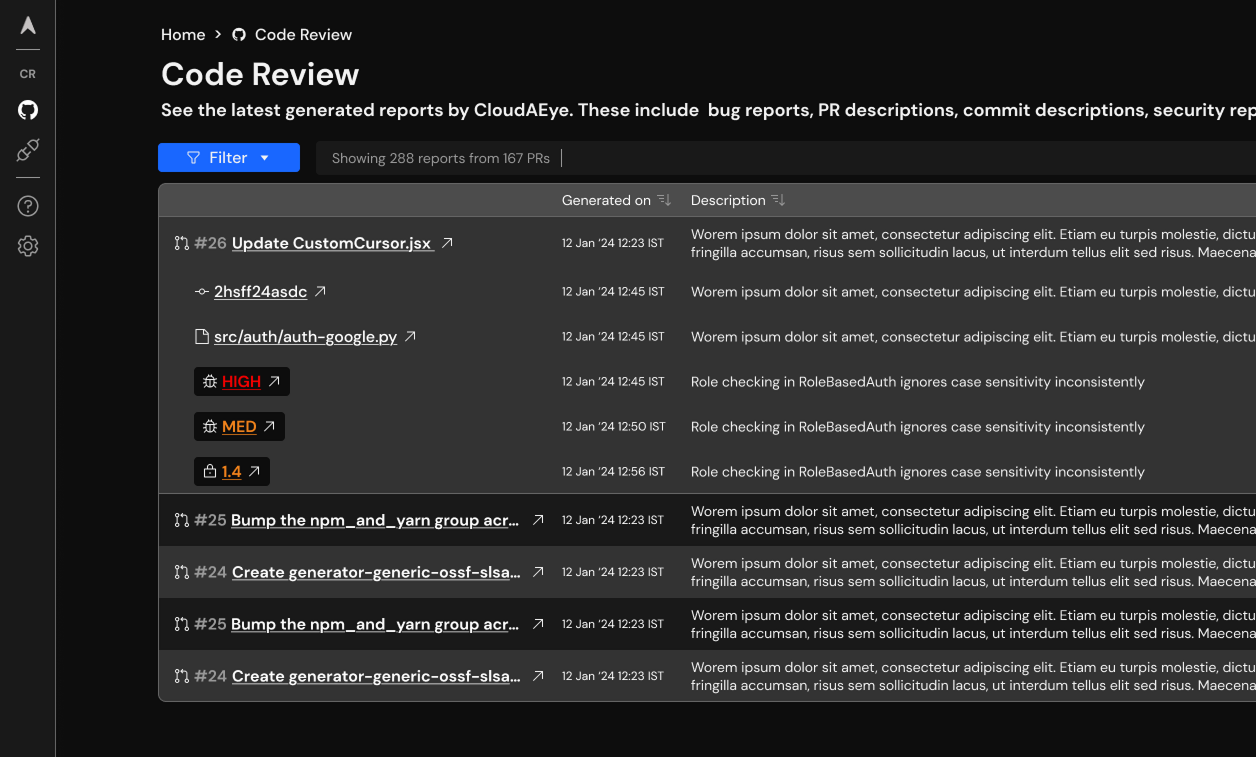 CR
Home > Code Review
Code Review
See the latest generated reports by CloudAEye. These include bug reports, PR descriptions, commit descriptions, security rep
Filter
Showing 288 reports from 167 PRs
Generated on Description
#26 Update CustomCursor.jsx 12 Jan ‘24 12:23 IST Worem ipsum dolor sit amet, consectetur adipiscing elit. Etiam eu turpis molestie, dictu
fringilla accumsan, risus sem sollicitudin lacus, ut interdum tellus elit sed risus. Maecena
2hsff24asdc 12 Jan ‘24 12:45 IST Worem ipsum dolor sit amet, consectetur adipiscing elit. Etiam eu turpis molestie, dictu
src/auth/auth-google.py 12 Jan ‘24 12:45 IST Worem ipsum dolor sit amet, consectetur adipiscing elit. Etiam eu turpis molestie, dictu
HIGH 12 Jan ‘24 12:45 IST Role checking in RoleBasedAuth ignores case sensitivity inconsistently
MED 12 Jan ‘24 12:50 IST Role checking in RoleBasedAuth ignores case sensitivity inconsistently
1.4 12 Jan ‘24 12:56 IST Role checking in RoleBasedAuth ignores case sensitivity inconsistently
#25 Bump the npm_and_yarn group acr... 12 Jan ‘24 12:23 IST Worem ipsum dolor sit amet, consectetur adipiscing elit. Etiam eu turpis molestie, dictu
fringilla accumsan, risus sem sollicitudin lacus, ut interdum tellus elit sed risus. Maecena
#24 Create generator-generic-ossf-slsa... 12 Jan ‘24 12:23 IST Worem ipsum dolor sit amet, consectetur adipiscing elit. Etiam eu turpis molestie, dictu
fringilla accumsan, risus sem sollicitudin lacus, ut interdum tellus elit sed risus. Maecena
#25 Bump the npm_and_yarn group acr... 12 Jan ‘24 12:23 IST Worem ipsum dolor sit amet, consectetur adipiscing elit. Etiam eu turpis molestie, dictu
fringilla accumsan, risus sem sollicitudin lacus, ut interdum tellus elit sed risus. Maecena
#24 Create generator-generic-ossf-slsa... 12 Jan ‘24 12:23 IST Worem ipsum dolor sit amet, consectetur adipiscing elit. Etiam eu turpis molestie, dictu
fringilla accumsan, risus sem sollicitudin lacus, ut interdum tellus elit sed risus. Maecena